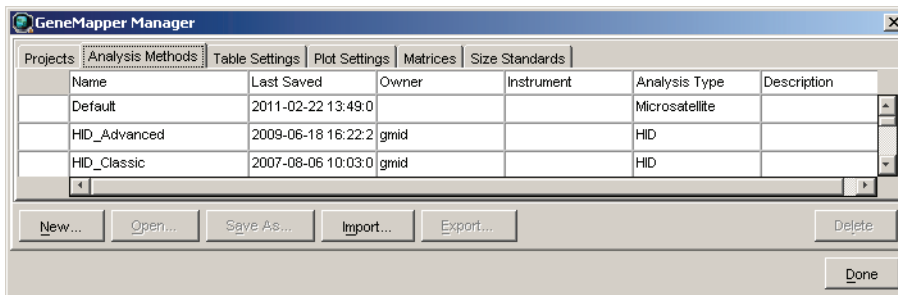 GeneMapper Manager
Projects Analysis Methods Table Settings Plot Settings Matrices Size Standards
Name Last Saved Owner Instrument Analysis Type Description
Default 2011-02-22 13:49:0 Microsatellite
HID_Advanced 2009-06-18 16:22:2 gmid HID
HID_Classic 2007-08-06 10:03:0 gmid HID
New... Open... Save As... Import... Export... Delete
Done